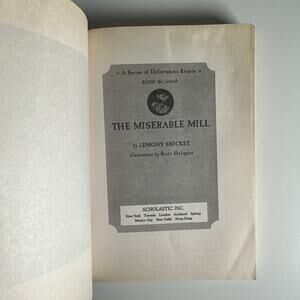 A Series of Unfortunate Events
BOOK the Fourth
THE MISERABLE MILL
by LEMONY SNICKET
Illustrations by Brett Helquist
SCHOLASTIC INC.
New York Toronto London Auckland Sydney
Mexico City New Delhi Hong Kong